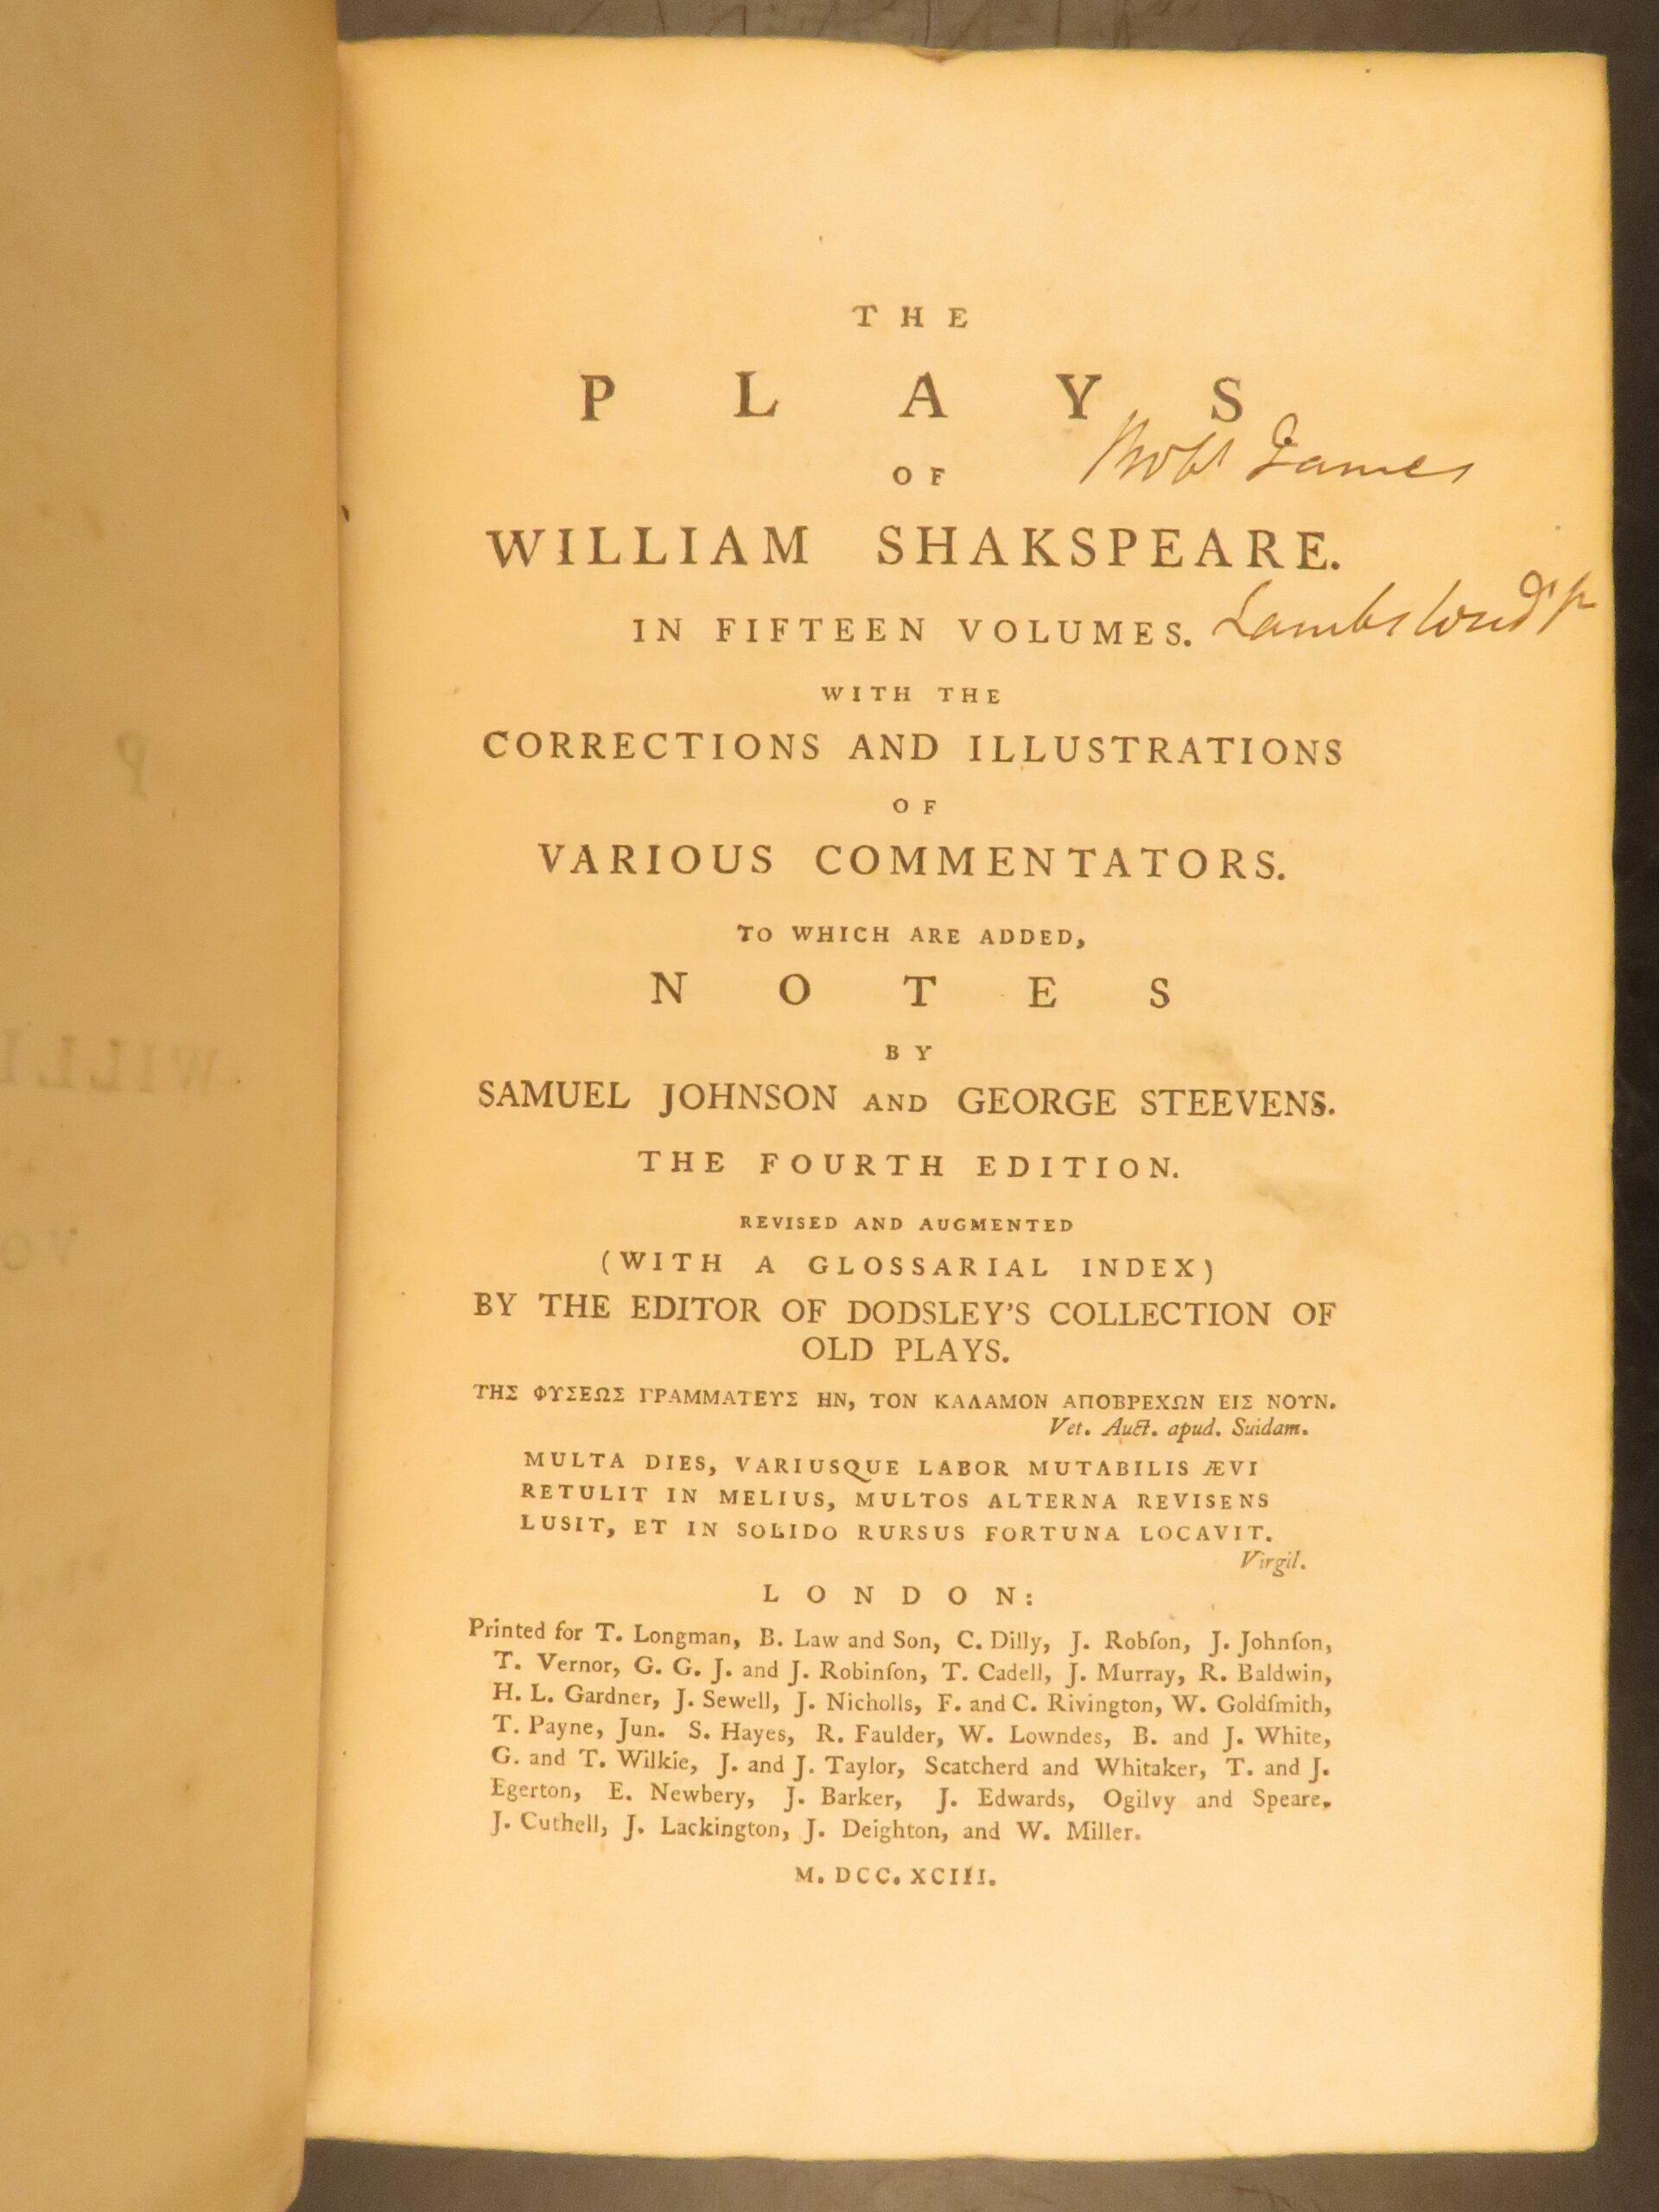 THE
PLAYS
OF
James
WILLIAM SHAKSPEARE.
IN FIFTEEN VOLUMES.
WITH THE
CORRECTIONS AND ILLUSTRATIONS
OF
VARIOUS COMMENTATORS.
TO WHICH ARE ADDED,
NOTES
BY
SAMUEL JOHNSON AND GEORGE STEEVENS.
THE FOURTH EDITION.
REVISED AND AUGMENTED
(WITH A GLOSSARIAL INDEX)
BY THE EDITOR OF DODSLEY'S COLLECTION OF
OLD PLAYS.
ΤΗΣ ΦΥΣΕΩΣ ΓΡΑΜΜΑΤΕΥΣ ΗΝ, ΤΟΝ ΚΑΛΑΜΟΝ ΑΠΟΒΡΕΧΩΝ ΕΙΣ ΝΟΥΝ.
Vet. Auct. apud. Suidam.
MULTA DIES, VARIUSQUE LABOR MUTABILIS ÆVI
RETULIT IN MELIUS, MULTOS ALTERNA REVISENS
LUSIT, ET IN SOLIDO RURSUS FORTUNA LOCAVIT.
Virgil.
LONDON:
Printed for T. Longman, B. Law and Son, C. Dilly, J. Robſon, J. Johnſon,
T. Vernor, G. G. J. and J. Robinſon, T. Cadell, J. Murray, R. Baldwin,
H. L. Gardner, J. Sewell, J. Nicholls, F. and C. Rivington, W. Goldſmith,
T. Payne, Jun. S. Hayes, R. Faulder, W. Lowndes, B. and J. White,
G. and T. Wilkie, J. and J. Taylor, Scatcherd and Whitaker, T. and J.
Egerton, E. Newbery, J. Barker, J. Edwards, Ogilvy and Speare,
J. Cuthell, J. Lackington, J. Deighton, and W. Miller.
M. DCC. XCIII.